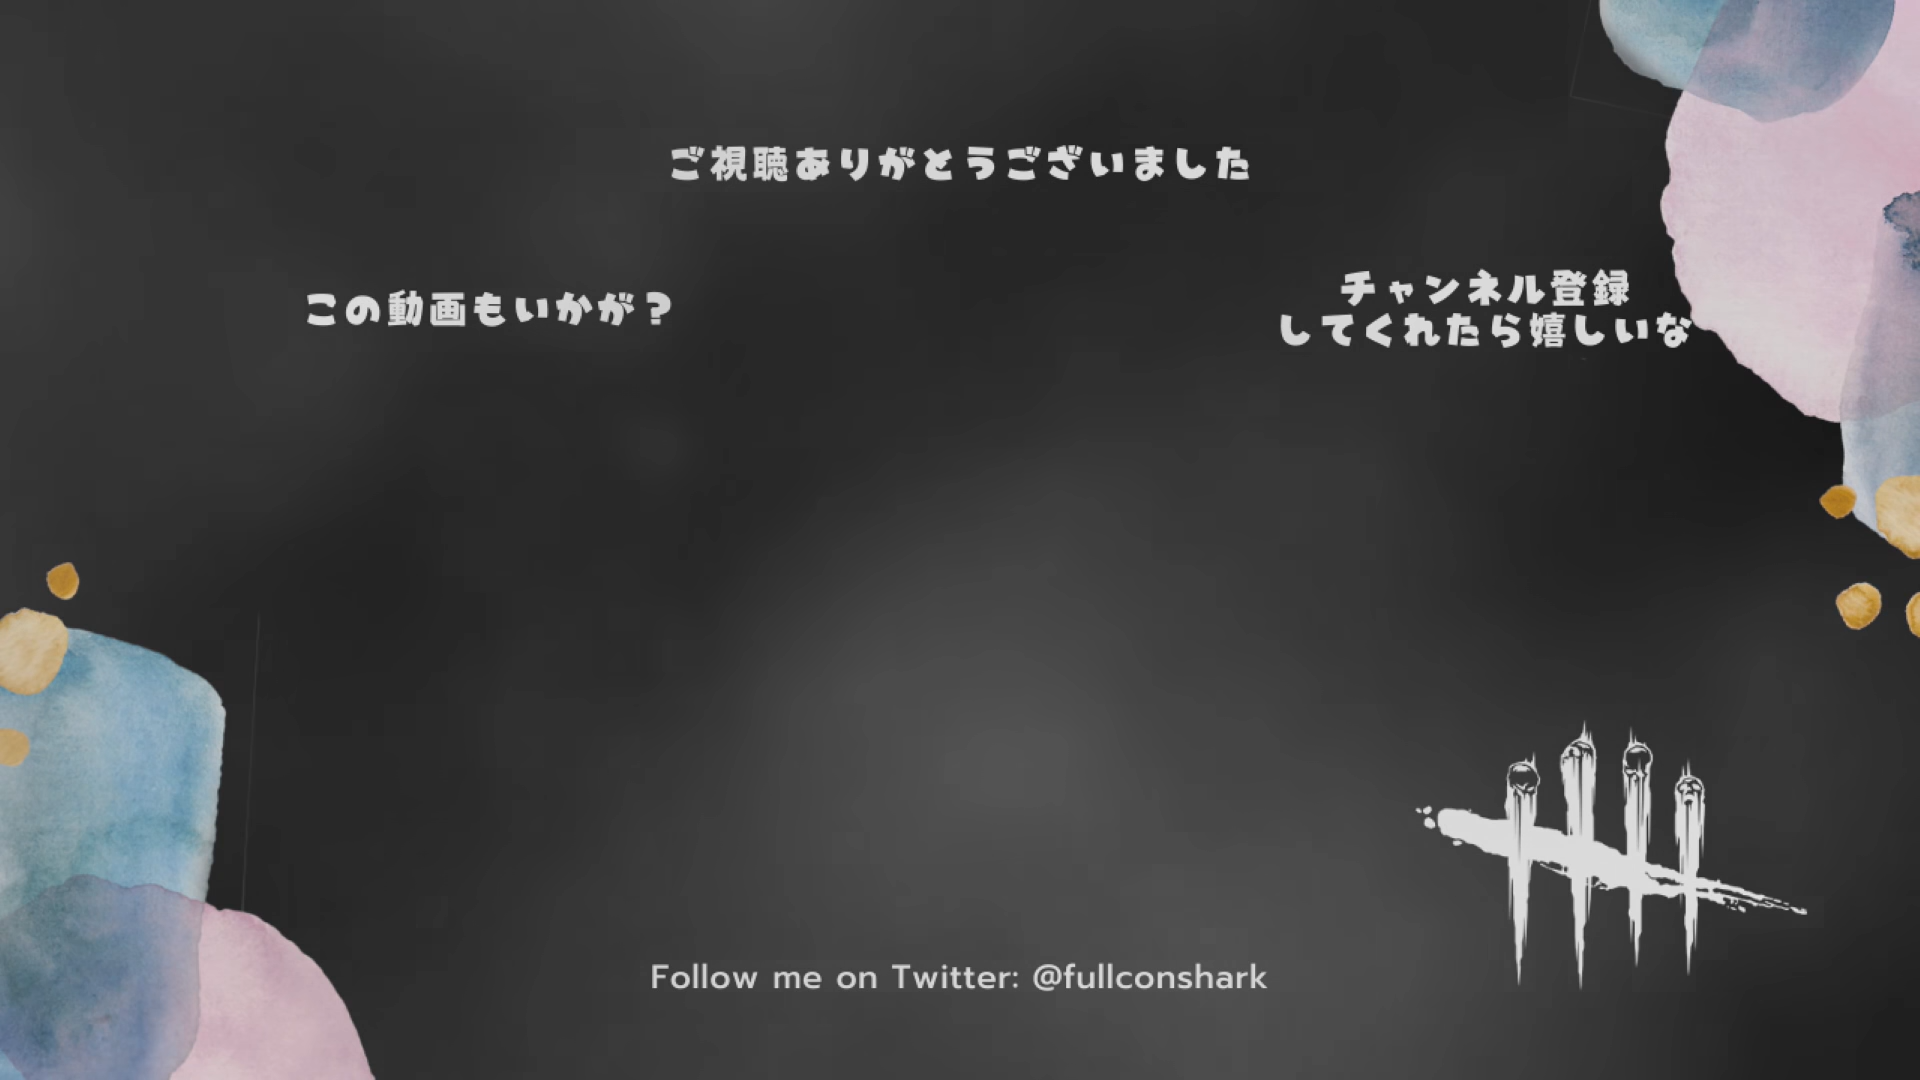 ご視聴ありがとうございました
この動画もいかが？
チャンネル登録
してくれたら嬉しいな
Follow me on Twitter: @fullconshark